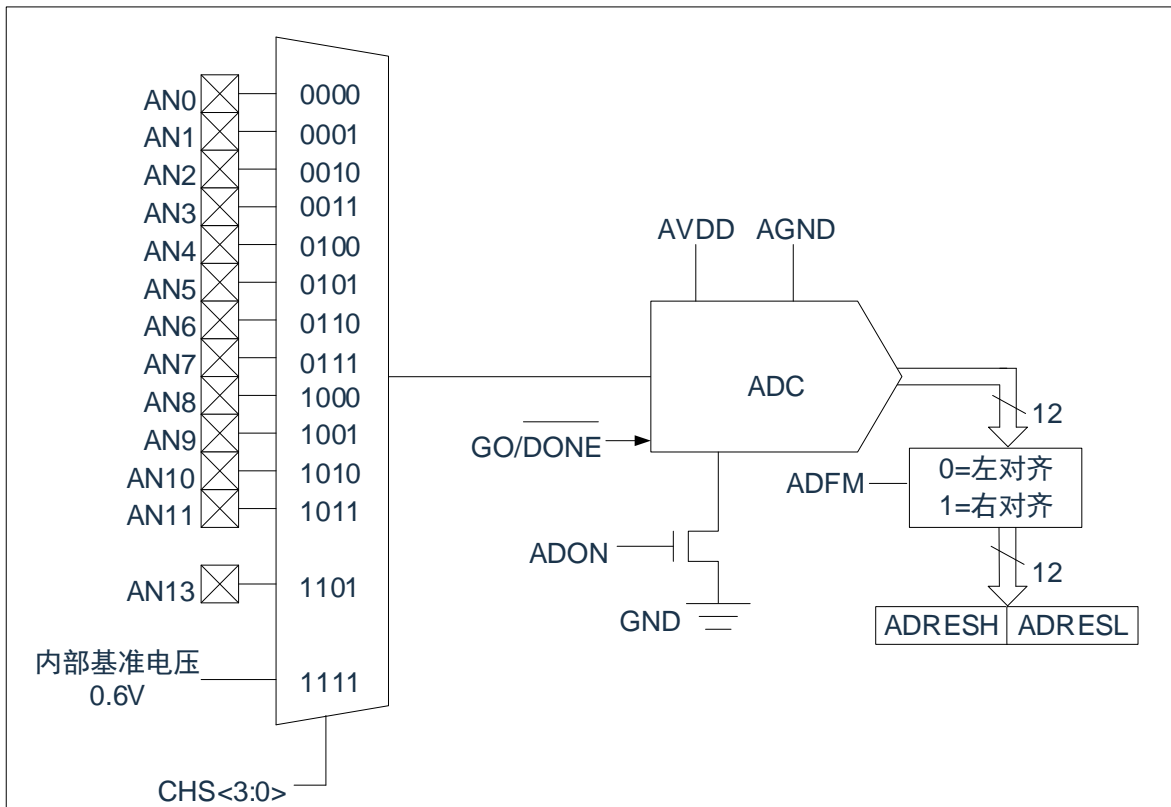 AN0
0000
AN1
0001
AN2
0010
AN3
0011
AN4
0100
AN5
0101
AN6
0110
AN7
0111
AN8
1000
AN9
1001
AN10
1010
AN11
1011
AN13
1101
内部基准电压
0.6V
1111
CHS<3:0>
AVDD
AGND
ADC
GO/DONE
ADON
GND
12
ADFM
0=左对齐
1=右对齐
12
ADRESH
ADRESL